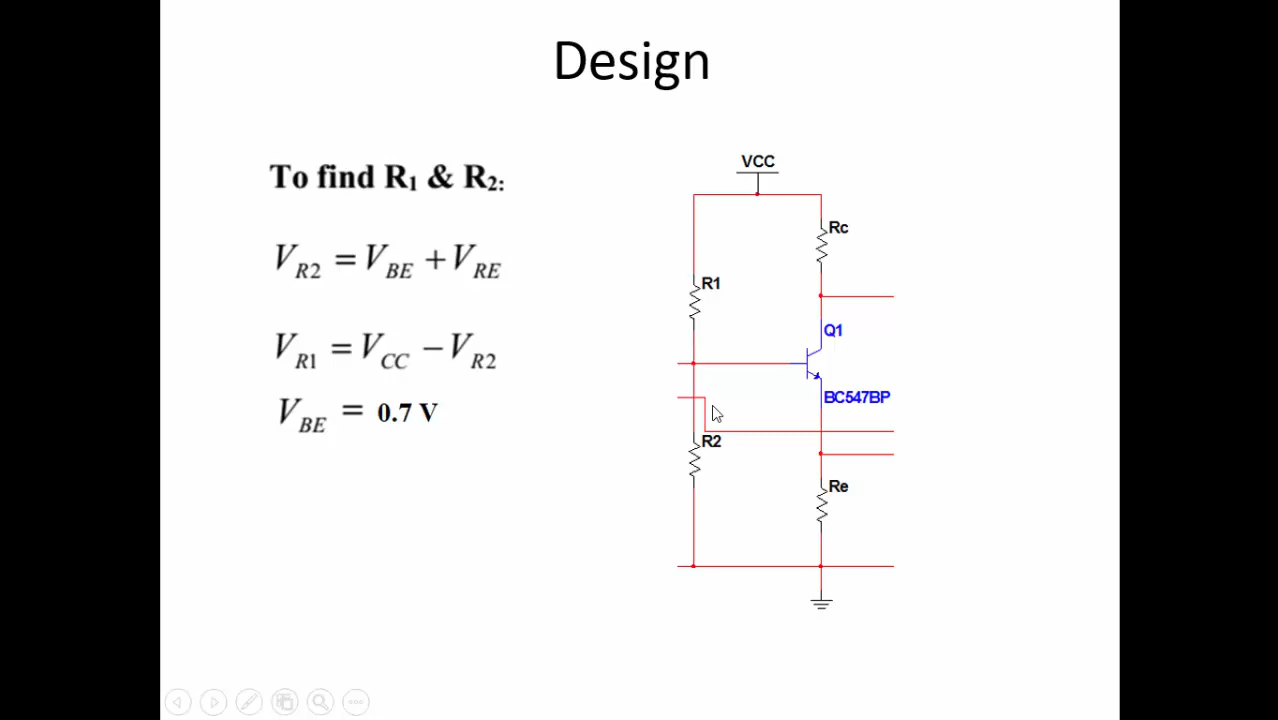 Design
To find R1 & R2:
VR2 = VBE + VRE
VR1 = VCC − VR2
VBE = 0.7 V
VCC
Rc
R1
Q1
BC547BP
R2
Re